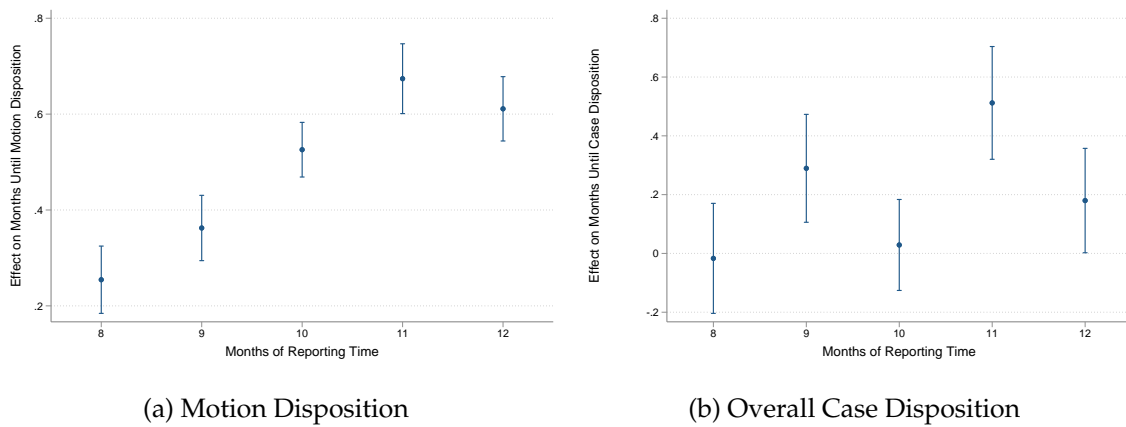 Effect on Months Until Motion Disposition
.8
.6
.4
.2
8 9 10 11 12
Months of Reporting Time
(a) Motion Disposition
Effect on Months Until Case Disposition
.8
.6
.4
.2
0
-.2
8 9 10 11 12
Months of Reporting Time
(b) Overall Case Disposition